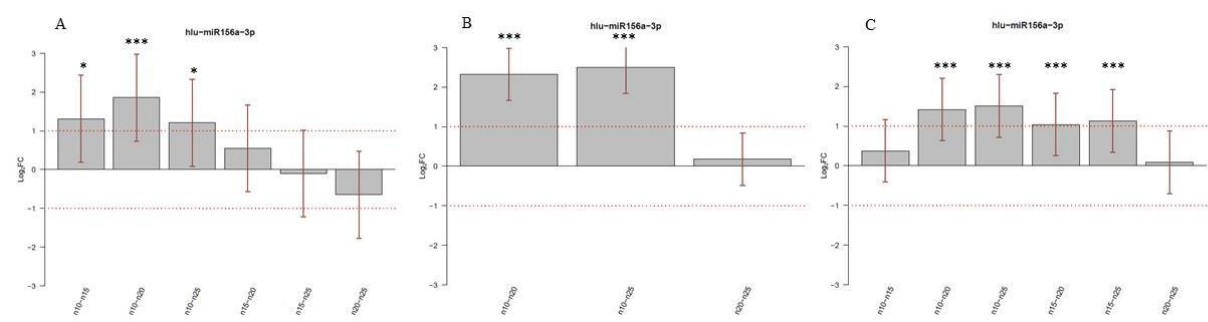 A
hlu-miR156a-3p
*
***
*
3
2
1
0
-1
-2
-3
Log2FC
n10-n15
n10-n20
n10-n25
n15-n20
n15-n25
n20-n25
B
hlu-miR156a-3p
***
***
3
2
1
0
-1
-2
-3
Log2FC
n10-n20
n10-n25
n20-n25
C
hlu-miR156a-3p
***
***
***
***
3
2
1
0
-1
-2
-3
Log2FC
n10-n15
n10-n20
n10-n25
n15-n20
n15-n25
n20-n25